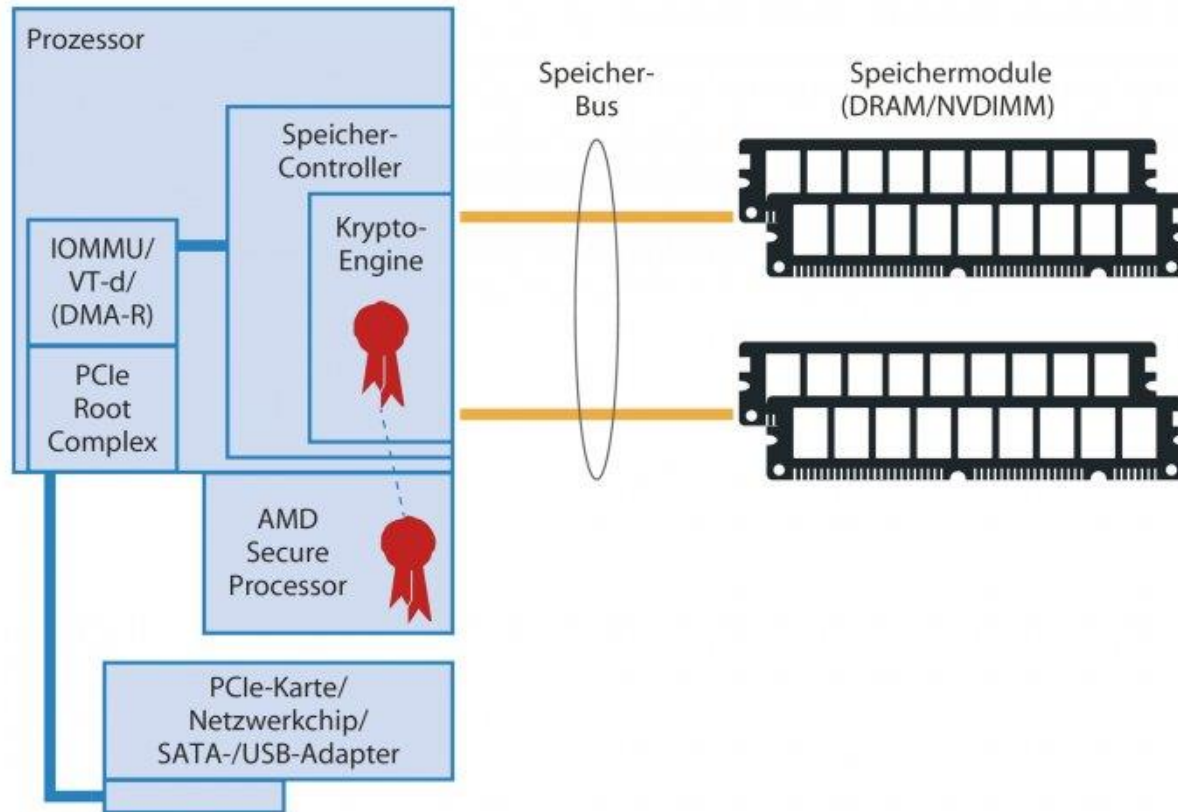 Prozessor
Speicher-
Controller
Krypto-
Engine
IOMMU/
VT-d/
(DMA-R)
PCIe
Root
Complex
AMD
Secure
Processor
PCIe-Karte/
Netzwerkchip/
SATA-/USB-Adapter
Speicher-
Bus
Speichermodule
(DRAM/NVDIMM)